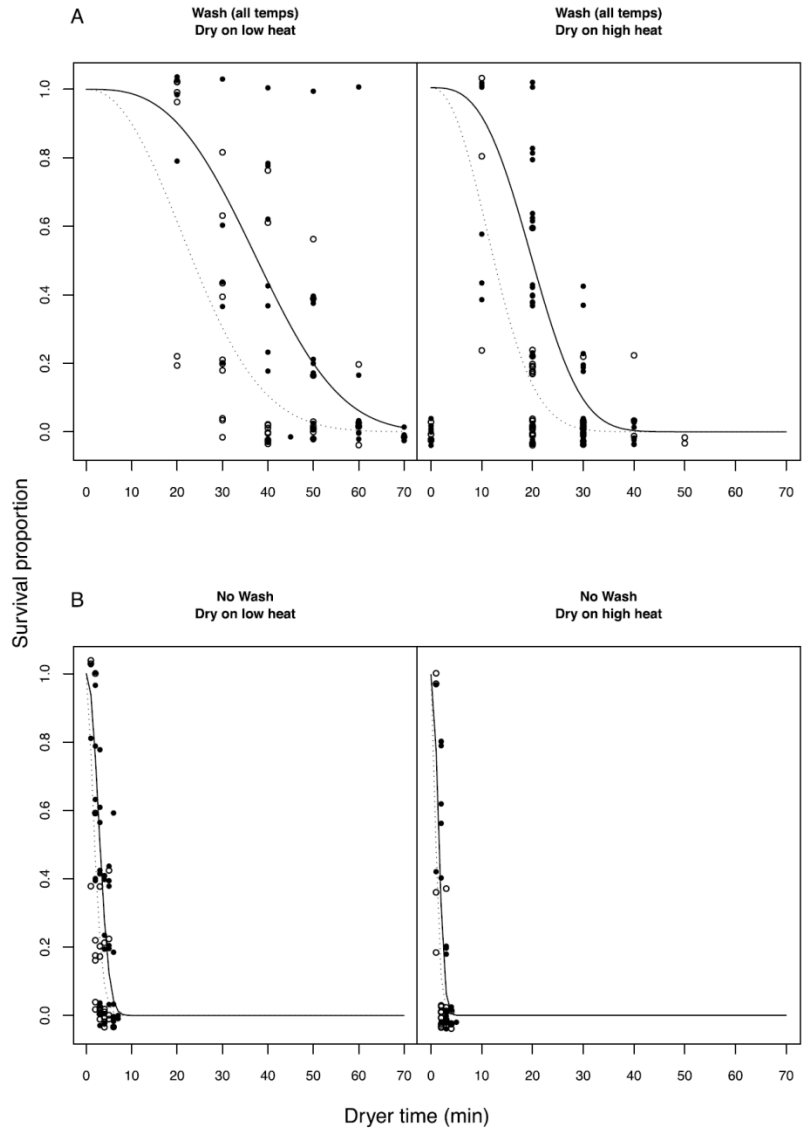 A
Wash (all temps)
Dry on low heat
Wash (all temps)
Dry on high heat
1.0
0.8
0.6
0.4
0.2
0.0
0 10 20 30 40 50 60 70
0 10 20 30 40 50 60 70
Survival proportion
B
No Wash
Dry on low heat
No Wash
Dry on high heat
1.0
0.8
0.6
0.4
0.2
0.0
0 10 20 30 40 50 60 70
0 10 20 30 40 50 60 70
Dryer time (min)